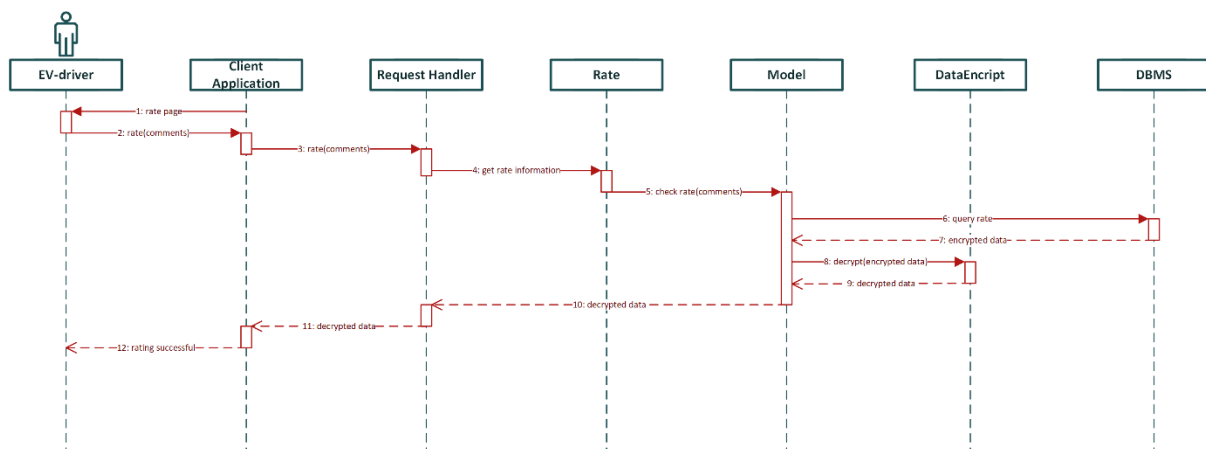 EV-driver
Client
Application
Request Handler
Rate
Model
DataEncript
DBMS
1: rate page
2: rate(comments)
3: rate(comments)
4: get rate information
5: check rate(comments)
6: query rate
7: encrypted data
8: decrypt(encrypted data)
9: decrypted data
10: decrypted data
11: decrypted data
12: rating successful